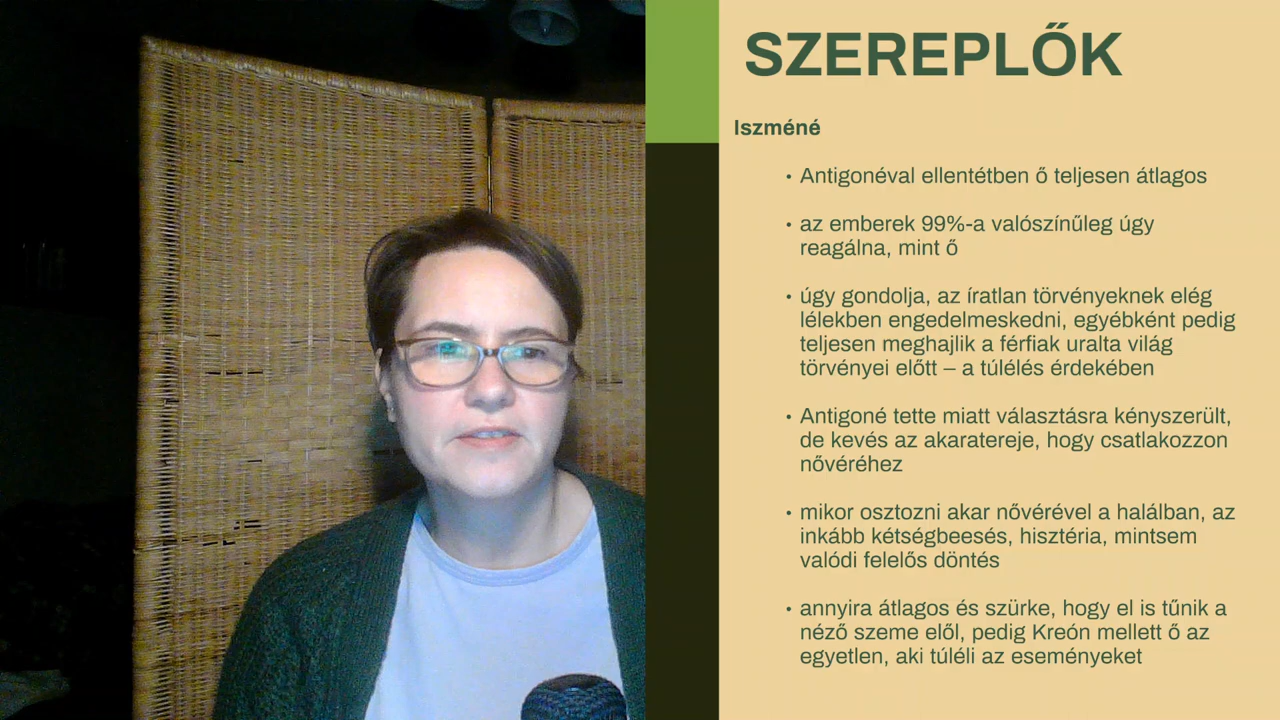 SZEREPLŐK
Iszméné
• Antigonéval ellentétben ő teljesen átlagos
• az emberek 99%-a valószínűleg úgy
reagálna, mint ő
• úgy gondolja, az íratlan törvényeknek elég
lélekben engedelmeskedni, egyébként pedig
teljesen meghajlik a férfiak uralta világ
törvényei előtt – a túlélés érdekében
• Antigoné tette miatt választásra kényszerült,
de kevés az akaratereje, hogy csatlakozzon
nővéréhez
• mikor osztozni akar nővérével a halálban, az
inkább kétségbeesés, hisztéria, mintsem
valódi felelős döntés
• annyira átlagos és szürke, hogy el is tűnik a
néző szeme elől, pedig Kreón mellett ő az
egyetlen, aki túléli az eseményeket